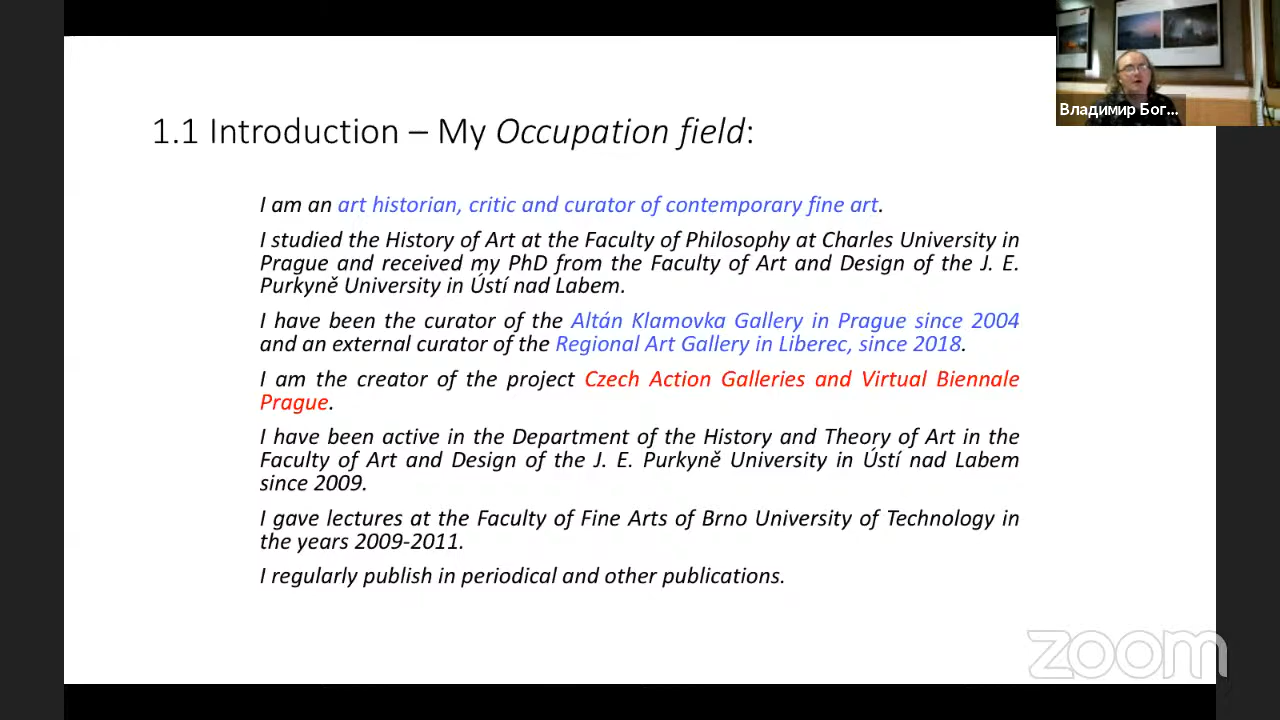 Владимир Бог...
1.1 Introduction – My Occupation field:
I am an art historian, critic and curator of contemporary fine art.
I studied the History of Art at the Faculty of Philosophy at Charles University in
Prague and received my PhD from the Faculty of Art and Design of the J. E.
Purkyně University in Ústí nad Labem.
I have been the curator of the Altán Klamovka Gallery in Prague since 2004
and an external curator of the Regional Art Gallery in Liberec, since 2018.
I am the creator of the project Czech Action Galleries and Virtual Biennale
Prague.
I have been active in the Department of the History and Theory of Art in the
Faculty of Art and Design of the J. E. Purkyně University in Ústí nad Labem
since 2009.
I gave lectures at the Faculty of Fine Arts of Brno University of Technology in
the years 2009-2011.
I regularly publish in periodical and other publications.
zoom